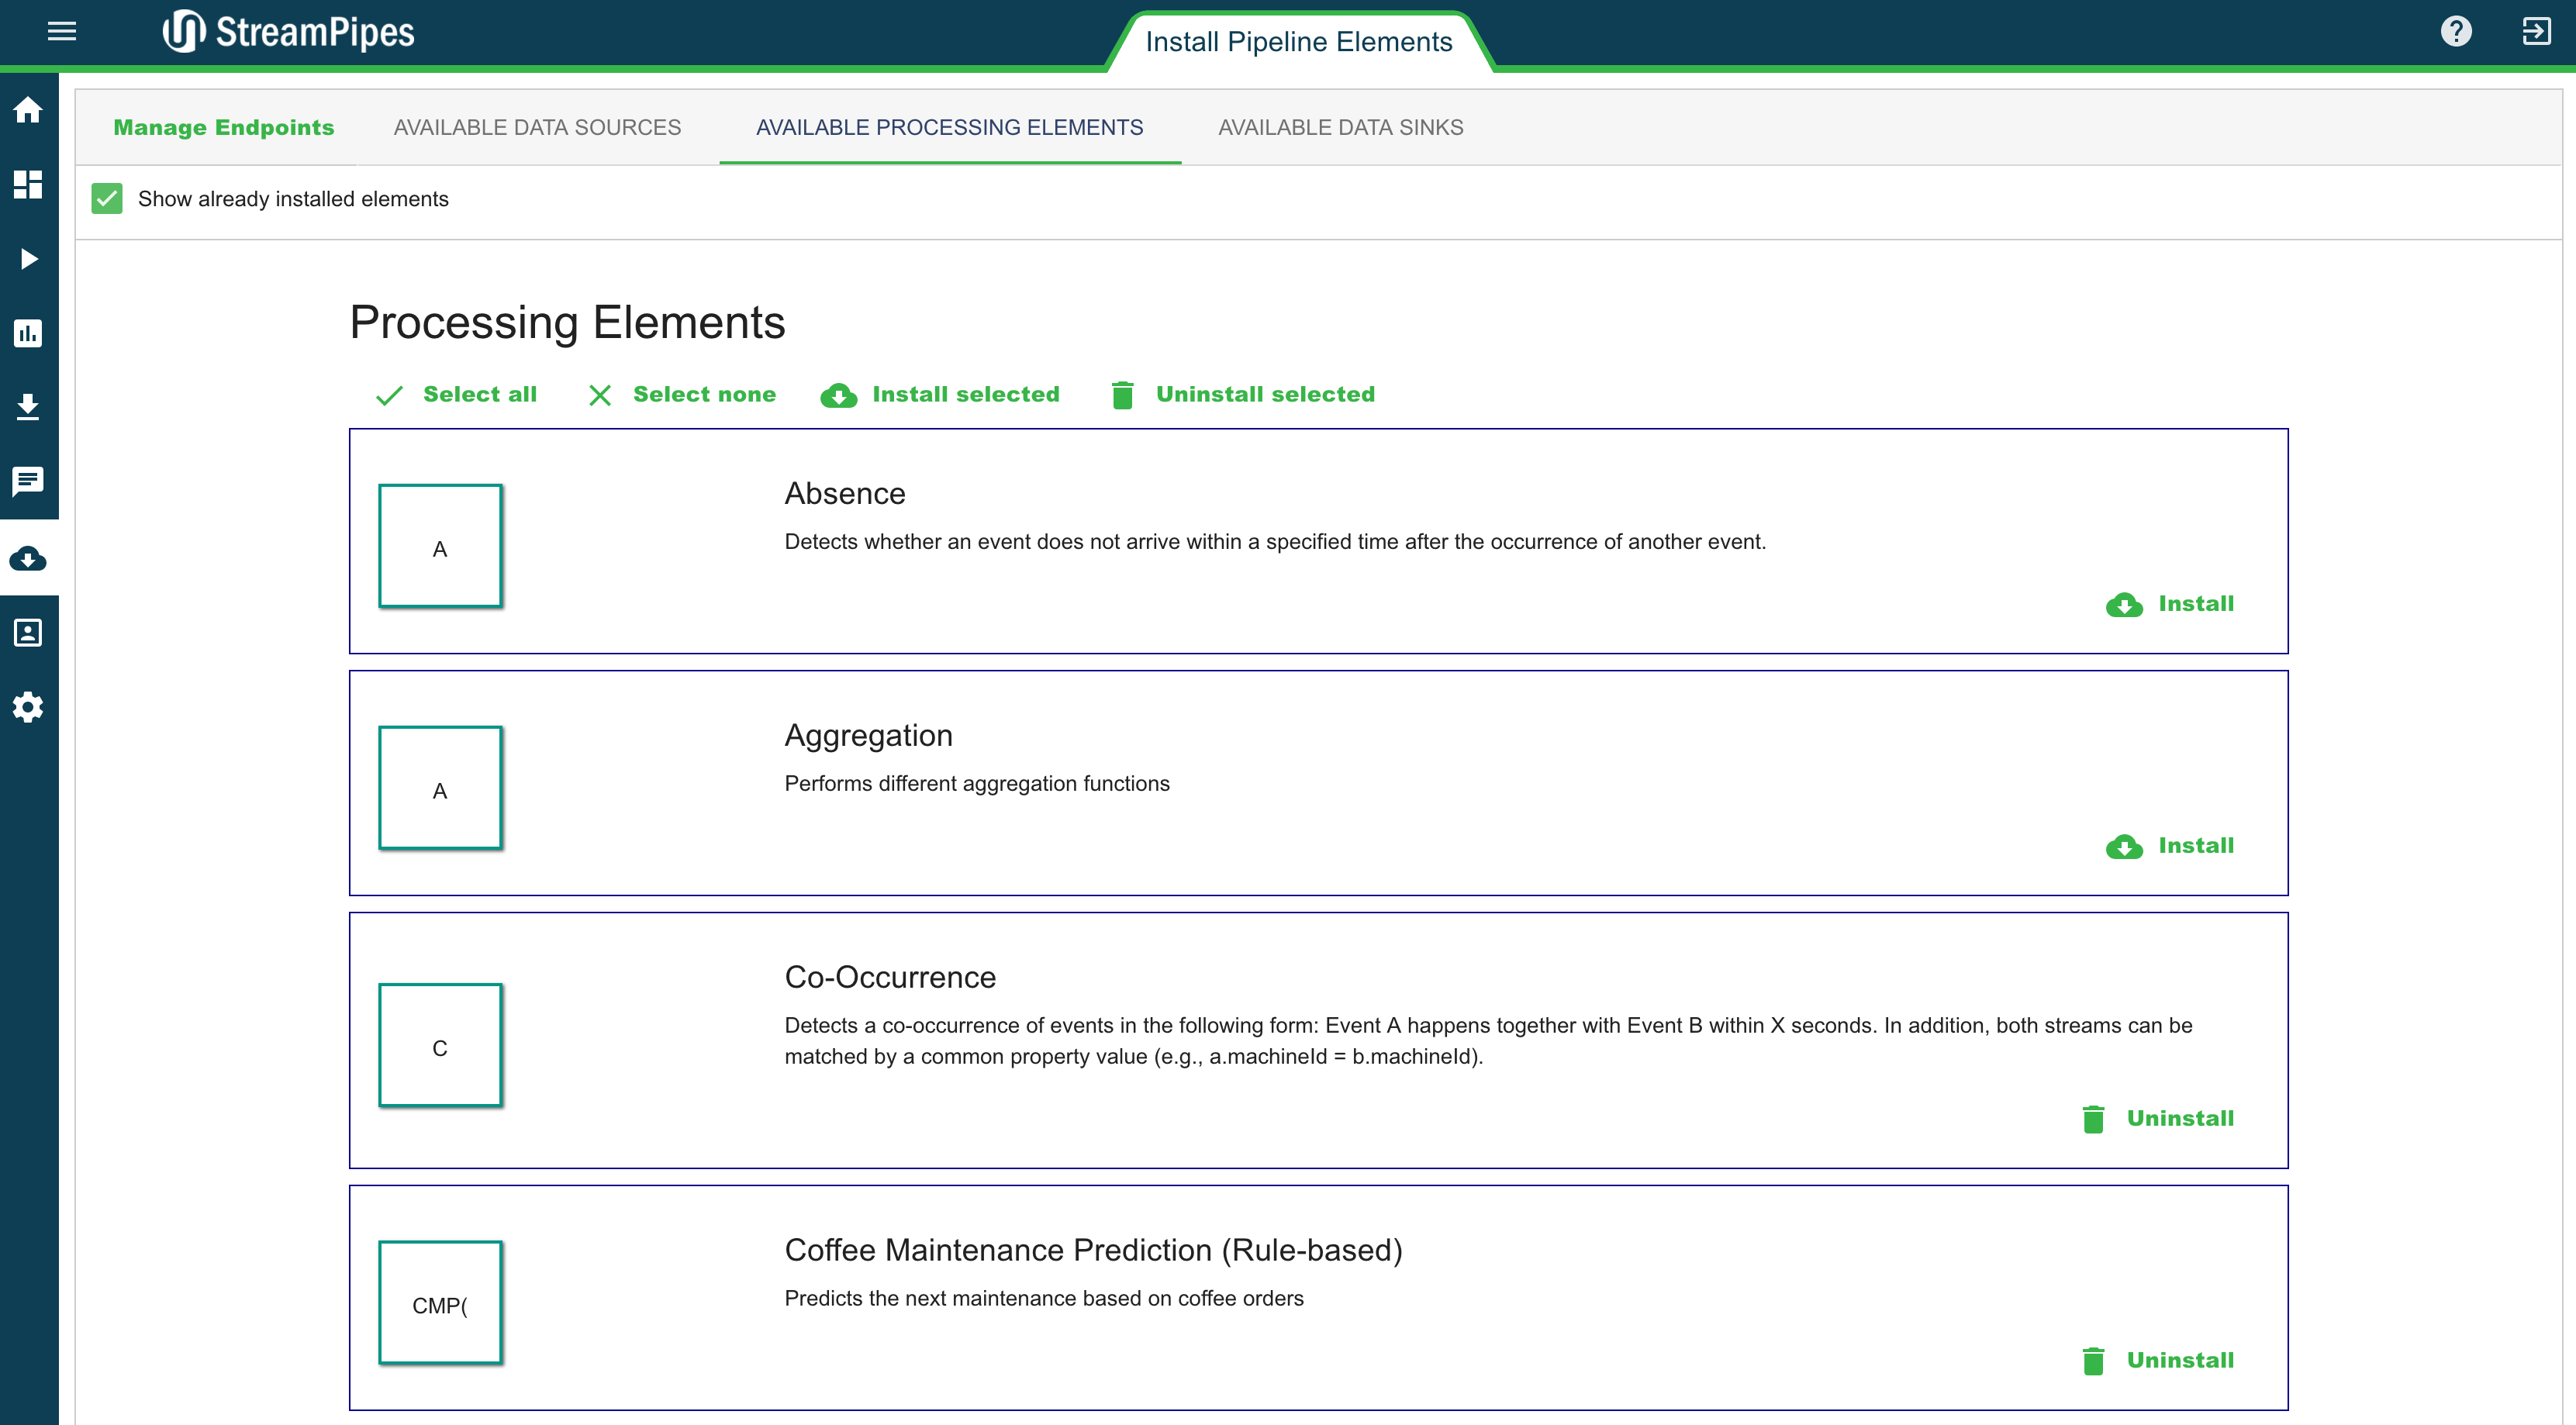 StreamPipes
Install Pipeline Elements
Manage Endpoints
AVAILABLE DATA SOURCES
AVAILABLE PROCESSING ELEMENTS
AVAILABLE DATA SINKS
Show already installed elements
Processing Elements
Select all
Select none
Install selected
Uninstall selected
A
Absence
Detects whether an event does not arrive within a specified time after the occurrence of another event.
Install
A
Aggregation
Performs different aggregation functions
Install
C
Co-Occurrence
Detects a co-occurrence of events in the following form: Event A happens together with Event B within X seconds. In addition, both streams can be
matched by a common property value (e.g., a.machineId = b.machineId).
Uninstall
CMP(
Coffee Maintenance Prediction (Rule-based)
Predicts the next maintenance based on coffee orders
Uninstall